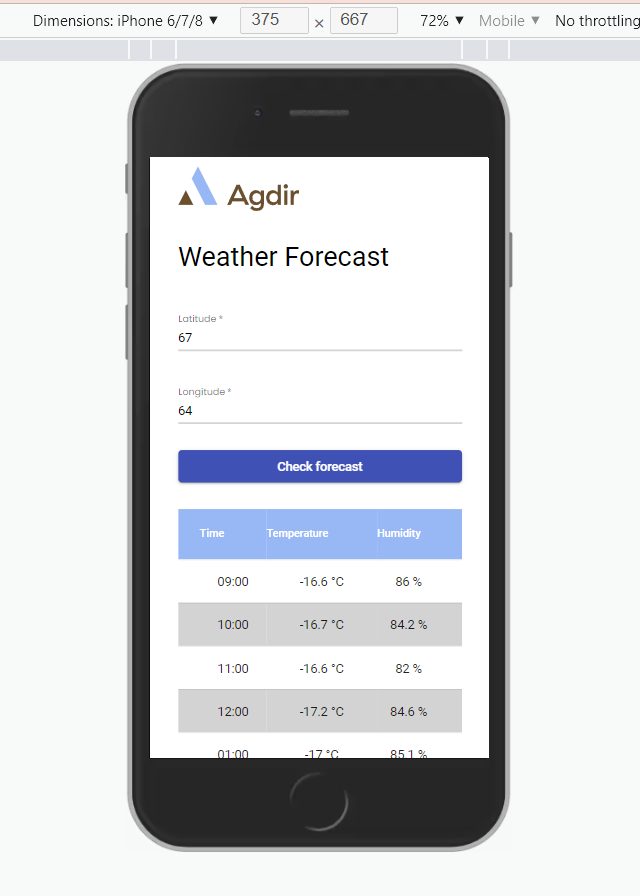 Dimensions: iPhone 6/7/8 ▼ 375 × 667 72% ▼ Mobile ▼ No throttling
Agdir
Weather Forecast
Latitude *
67
Longitude *
64
Check forecast
Time Temperature Humidity
09:00 -16.6 °C 86 %
10:00 -16.7 °C 84.2 %
11:00 -16.6 °C 82 %
12:00 -17.2 °C 84.6 %
01:00 -17 °C 85.1 %